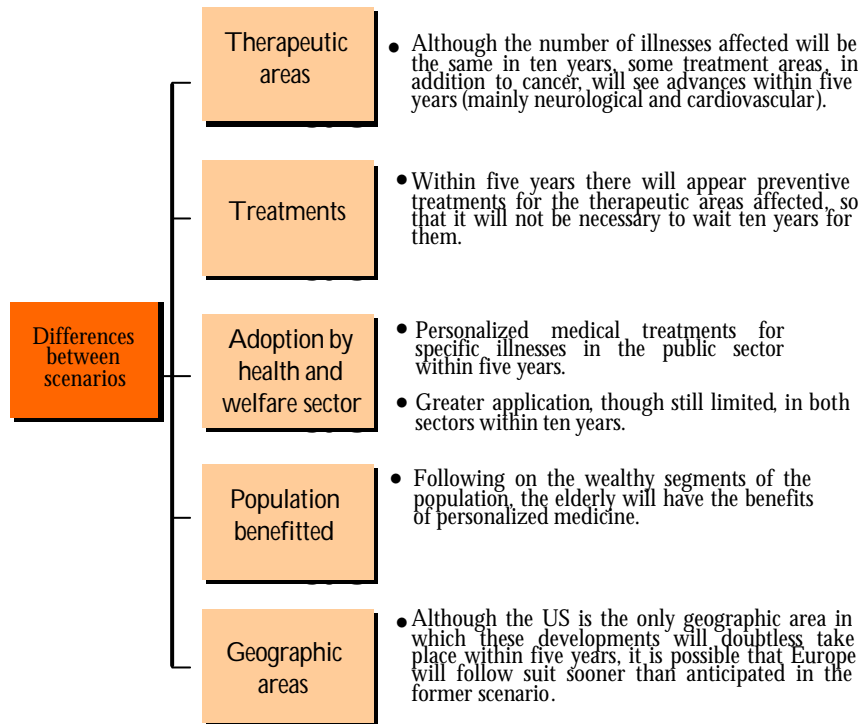 Therapeutic
areas
● Although the number of illnesses affected will be
the same in ten years, some treatment areas, in
addition to cancer, will see advances within five
years (mainly neurological and cardiovascular).
Treatments
● Within five years there will appear preventive
treatments for the therapeutic areas affected, so
that it will not be necessary to wait ten years for
them.
Differences
between
scenarios
Adoption by
health and
welfare sector
● Personalized medical treatments for
specific illnesses in the public sector
within five years.
● Greater application, though still limited, in both
sectors within ten years.
Population
benefitted
● Following on the wealthy segments of the
population, the elderly will have the benefits
of personalized medicine.
Geographic
areas
● Although the US is the only geographic area in
which these developments will doubtless take
place within five years, it is possible that Europe
will follow suit sooner than anticipated in the
former scenario.